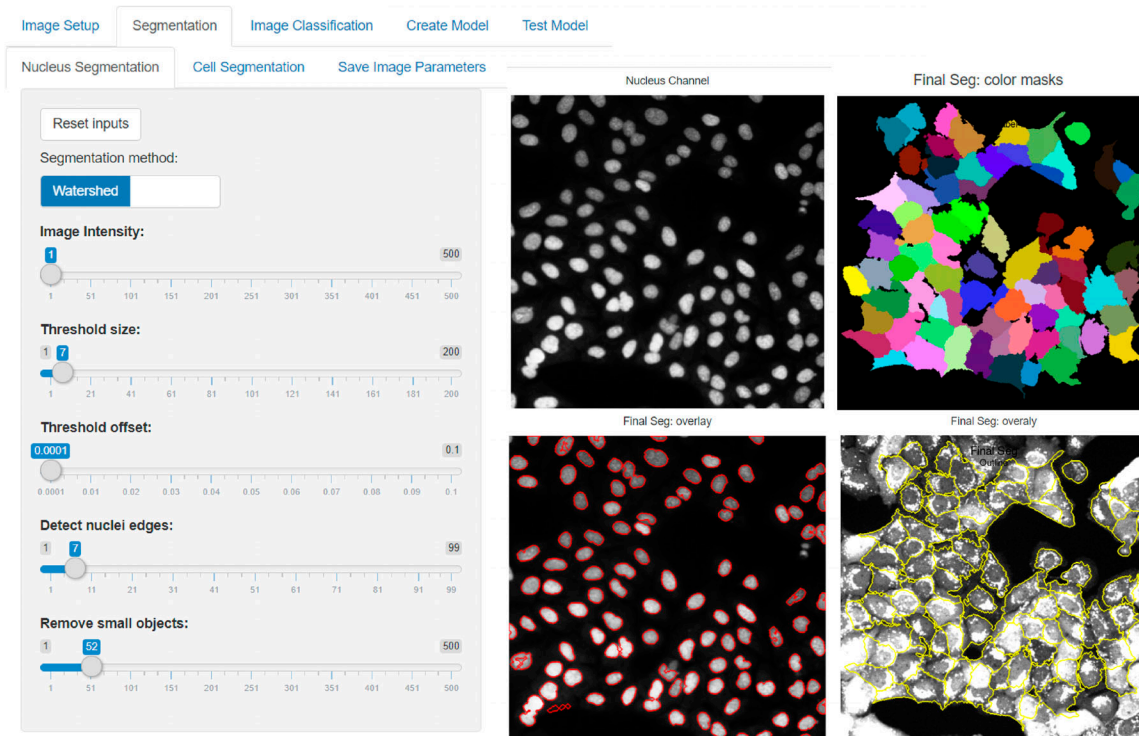 Image Setup Segmentation Image Classification Create Model Test Model
Nucleus Segmentation Cell Segmentation Save Image Parameters
Reset inputs
Segmentation method:
Watershed
Image Intensity:
1 500
1 51 101 151 201 251 301 351 401 451 500
Threshold size:
1 7 200
1 21 41 61 81 101 121 141 161 181 200
Threshold offset:
0.0001 0.1
0.0001 0.01 0.02 0.03 0.04 0.05 0.06 0.07 0.08 0.09 0.1
Detect nuclei edges:
1 7 99
1 11 21 31 41 51 61 71 81 91 99
Remove small objects:
1 52 500
1 51 101 151 201 251 301 351 401 451 500
Nucleus Channel
Final Seg: color masks
Final Seg: overlay
Final Seg: overaly
Final Seg